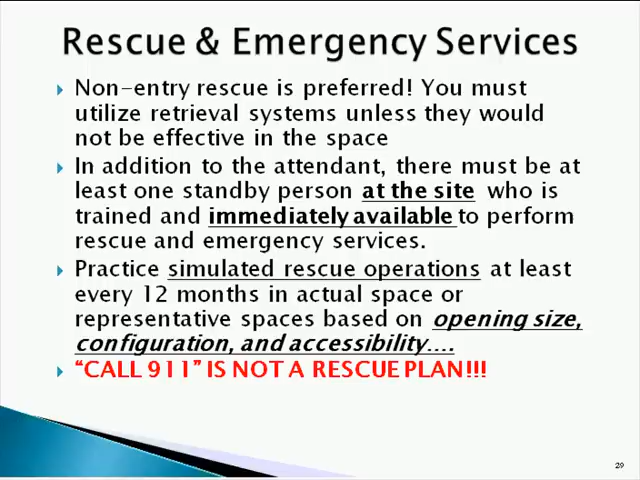 Rescue & Emergency Services
Non-entry rescue is preferred! You must
utilize retrieval systems unless they would
not be effective in the space
In addition to the attendant, there must be at
least one standby person at the site who is
trained and immediately available to perform
rescue and emergency services.
Practice simulated rescue operations at least
every 12 months in actual space or
representative spaces based on opening size,
configuration, and accessibility….
“CALL 911” IS NOT A RESCUE PLAN!!!
29